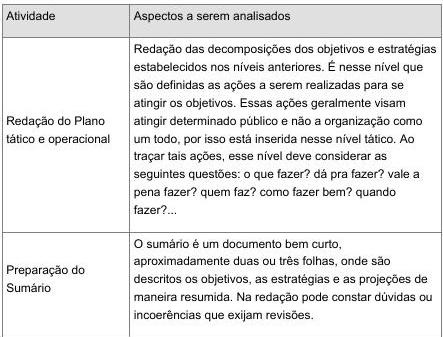 Atividade
Aspectos a serem analisados
Redação do Plano
tático e operacional
Redação das decomposições dos objetivos e estratégias
estabelecidos nos níveis anteriores. É nesse nível que
são definidas as ações a serem realizadas para se
atingir os objetivos. Essas ações geralmente visam
atingir determinado público e não a organização como
um todo, por isso está inserida nesse nível tático. Ao
traçar tais ações, esse nível deve considerar as
seguintes questões: o que fazer? dá pra fazer? vale a
pena fazer? quem faz? como fazer bem? quando
fazer?...
Preparação do
Sumário
O sumário é um documento bem curto,
aproximadamente duas ou três folhas, onde são
descritos os objetivos, as estratégias e as projeções de
maneira resumida. Na redação pode constar dúvidas ou
incoerências que exijam revisões.